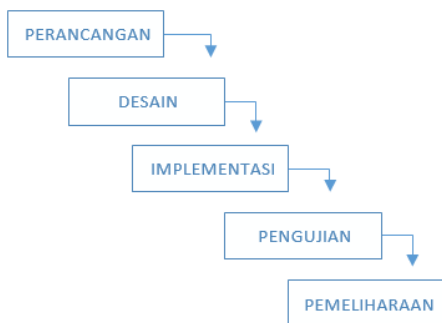 PERANCANGAN
DESAIN
IMPLEMENTASI
PENGUJIAN
PEMELIHARAAN